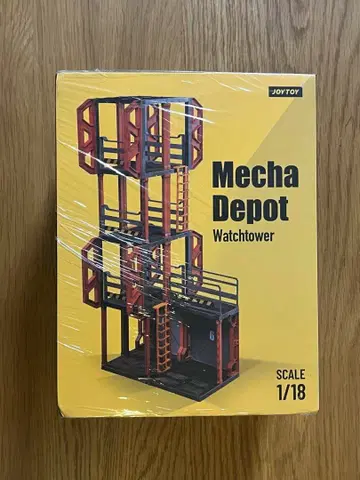 JOYTOY
Mecha
Depot
Watchtower
SCALE
1/18